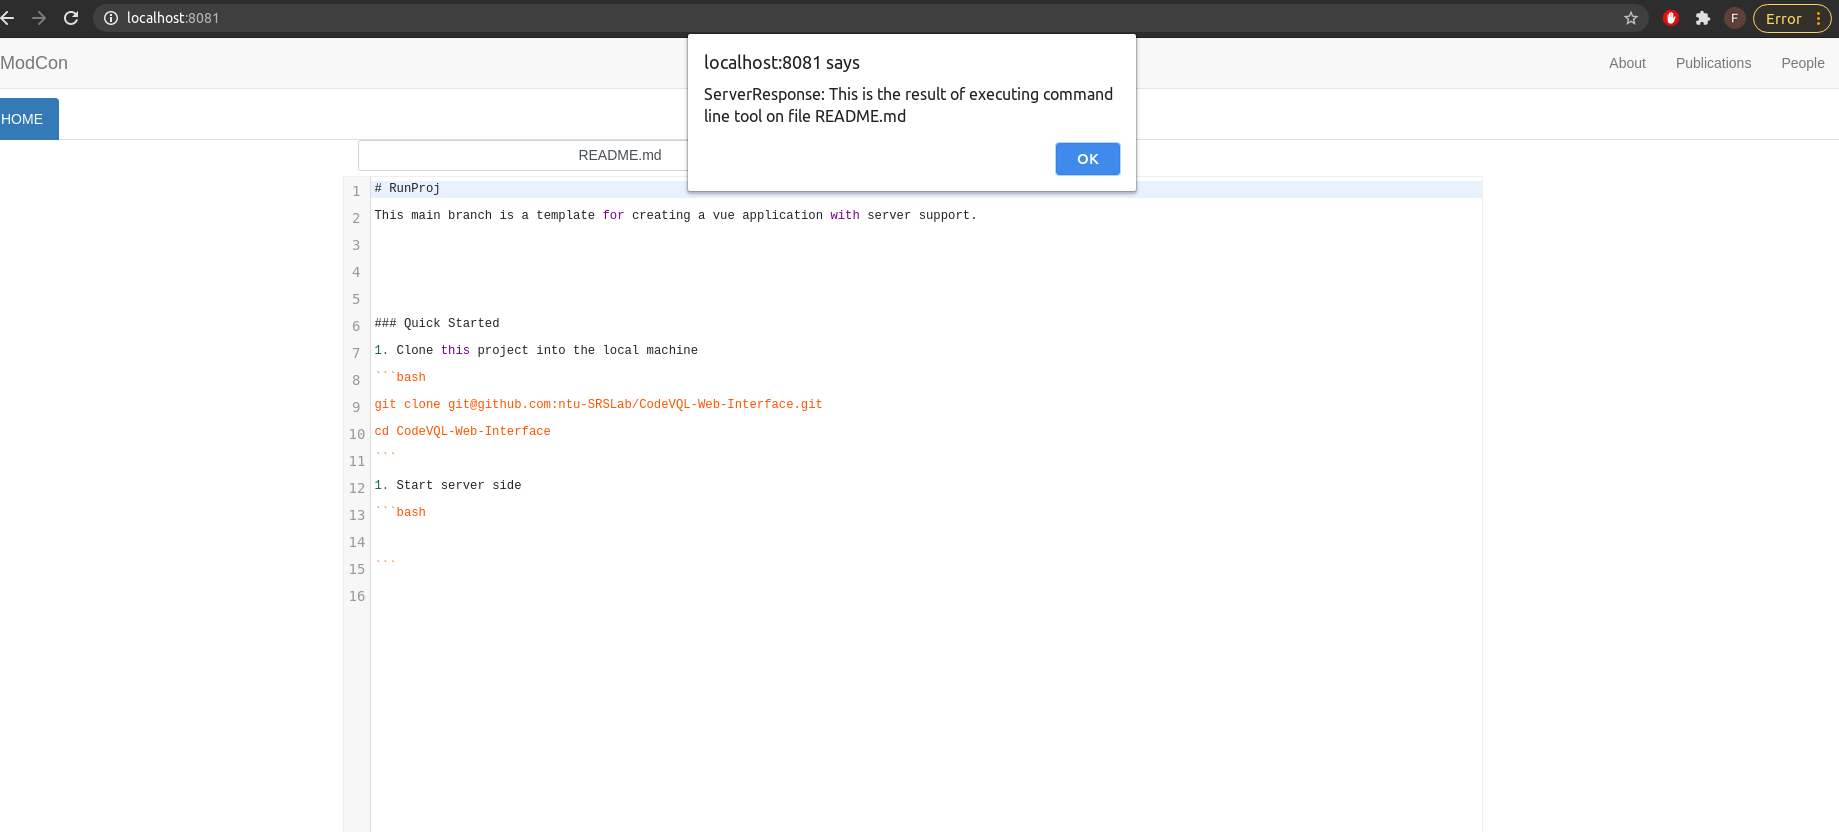 localhost:8081
F
Error
ModCon
About
Publications
People
HOME
localhost:8081 says
ServerResponse: This is the result of executing command
line tool on file README.md
OK
README.md
1 # RunProj
2 This main branch is a template for creating a vue application with server support.
3
4
5
6 ### Quick Started
7 1. Clone this project into the local machine
8 ```bash
9 git clone git@github.com:ntu-SRSLab/CodeVQL-Web-Interface.git
10 cd CodeVQL-Web-Interface
11 ```
12 1. Start server side
13 ```bash
14
15 ```
16